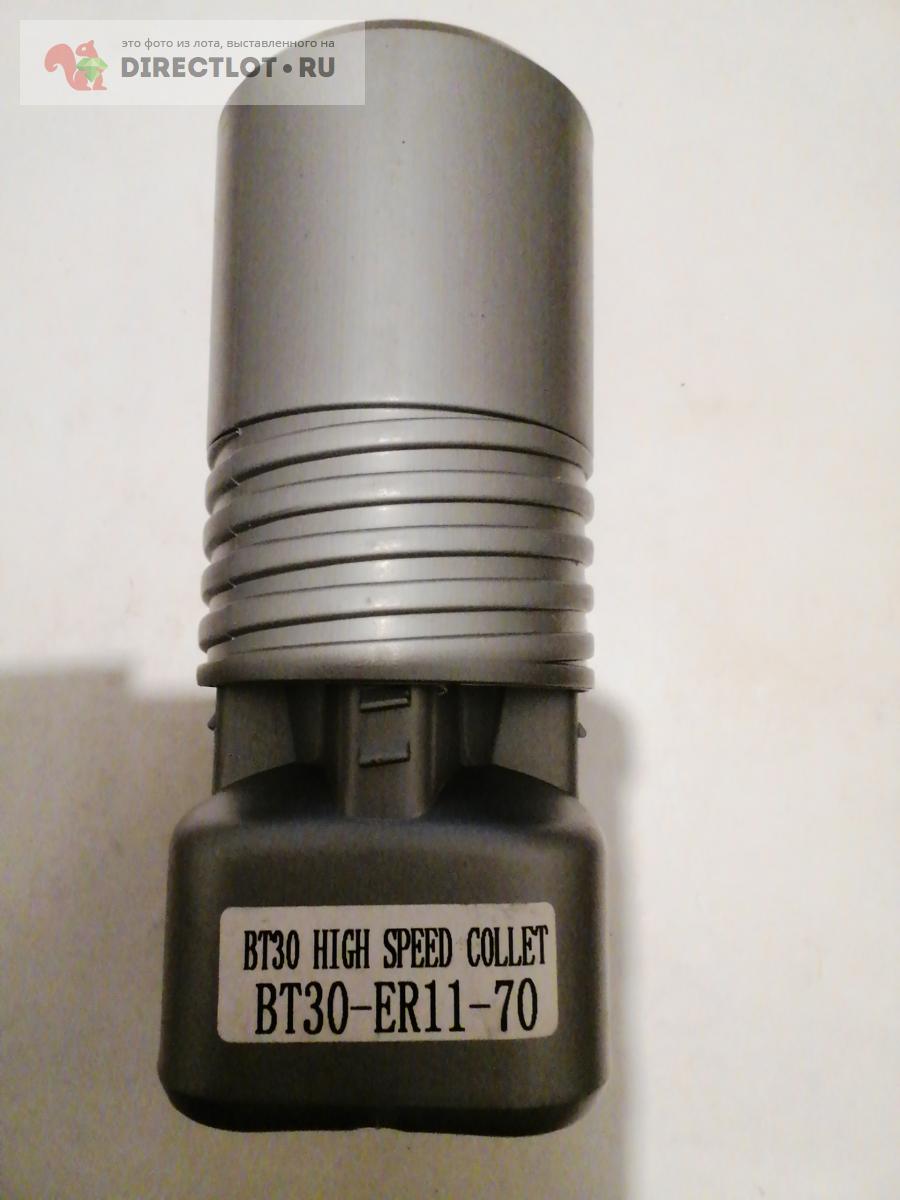 это фото из лота, выставленного на
DIRECTLOT•RU
BT30 HIGH SPEED COLLET
BT30-ER11-70